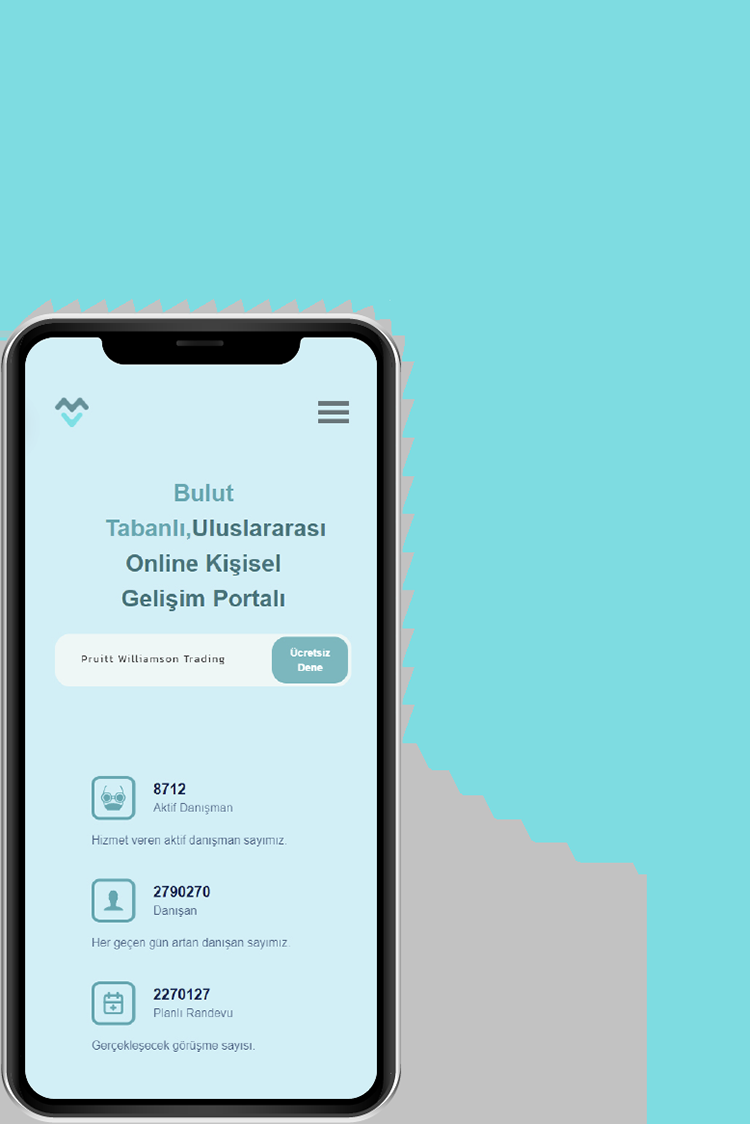 Bulut
Tabanlı,Uluslararası
Online Kişisel
Gelişim Portalı
Pruitt Williamson Trading
Ücretsiz
Dene
8712
Aktif Danışman
Hizmet veren aktif danışman sayımız.
2790270
Danışan
Her geçen gün artan danışan sayımız.
2270127
Planlı Randevu
Gerçekleşecek görüşme sayısı.